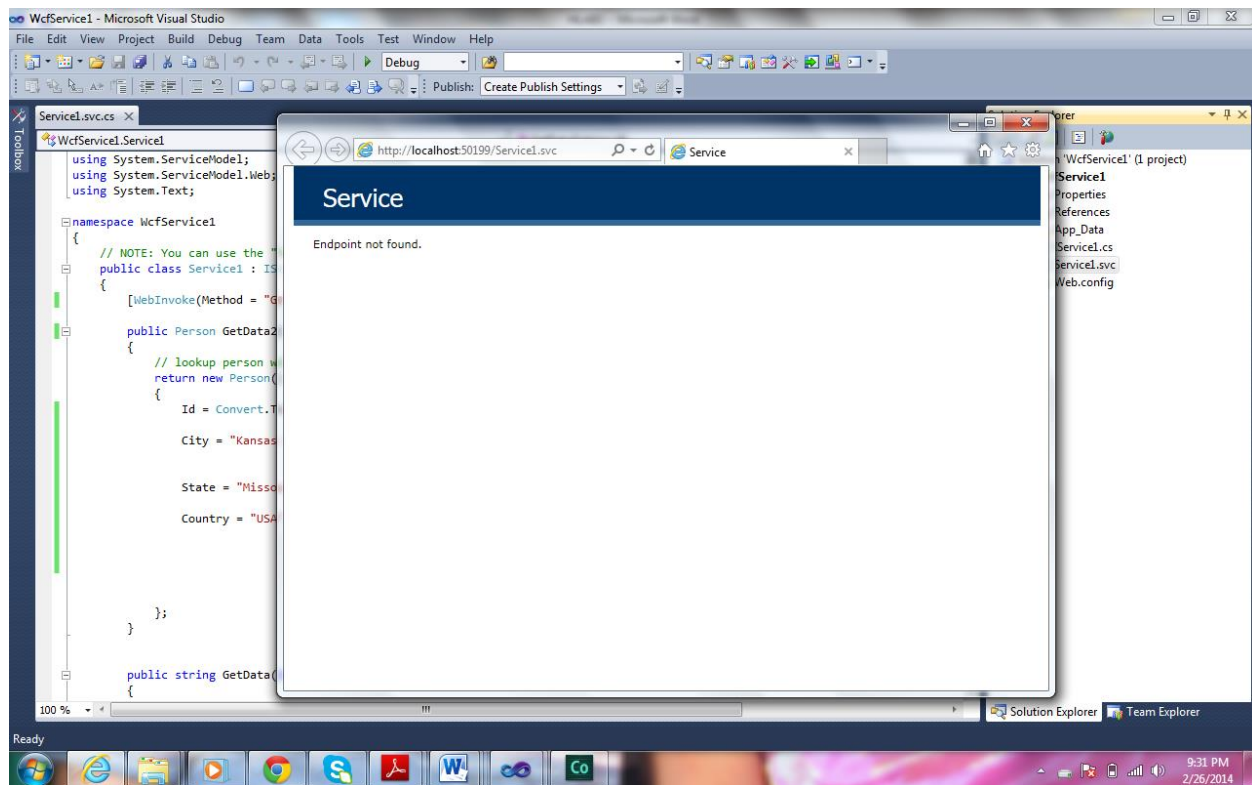 WcfService1 - Microsoft Visual Studio
File Edit View Project Build Debug Team Data Tools Test Window Help
Debug
Publish: Create Publish Settings
Service1.svc.cs
Toolbox
WcfService1.Service1
using System.ServiceModel;
using System.ServiceModel.Web;
using System.Text;
namespace WcfService1
{
// NOTE: You can use the "
public class Service1 : IS
{
[WebInvoke(Method = "G
public Person GetData2
{
// lookup person w
return new Person(
{
Id = Convert.T
City = "Kansas
State = "Misso
Country = "USA
};
}
public string GetData(
{
100 %
http://localhost:50199/Service1.svc
Service
Service
Endpoint not found.
orer
'WcfService1' (1 project)
Service1
Properties
References
App_Data
Service1.cs
Service1.svc
Web.config
Solution Explorer Team Explorer
Ready
W
Co
9:31 PM
2/26/2014